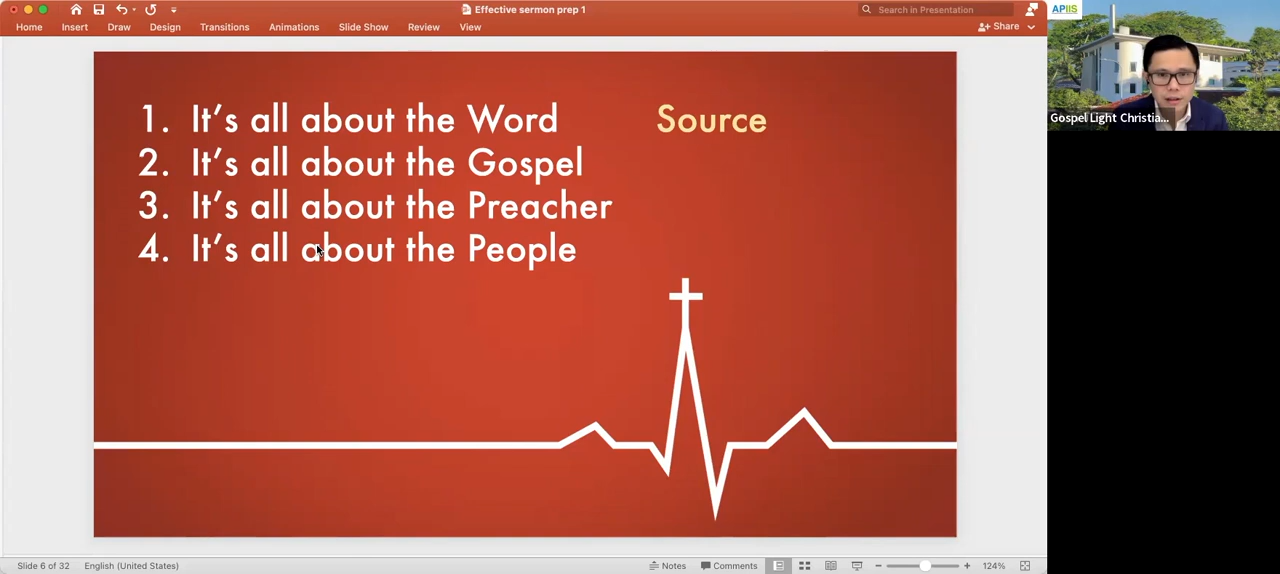 Effective sermon prep 1
Search in Presentation
Home Insert Draw Design Transitions Animations Slide Show Review View
Share
1. It's all about the Word Source
2. It's all about the Gospel
3. It's all about the Preacher
4. It's all about the People
Slide 6 of 32 English (United States) Notes Comments 124%
APIIS
Gospel Light Christia...